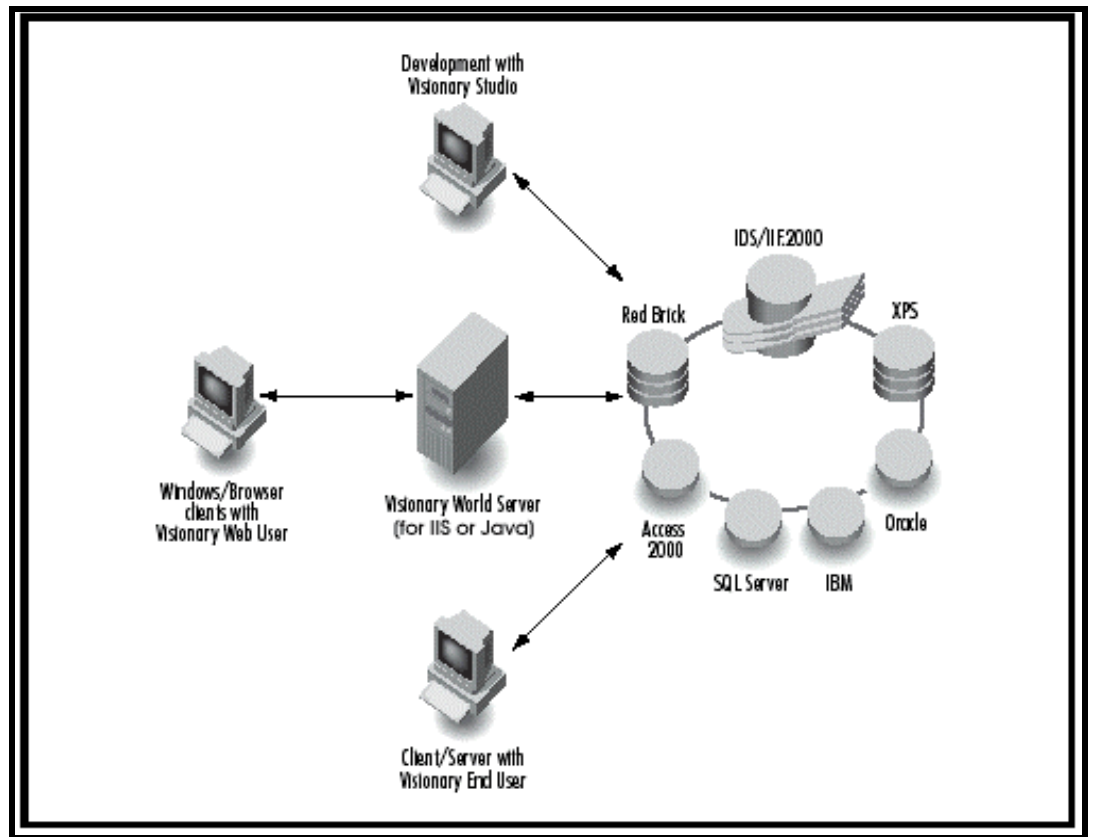 Development with
Visionary Studio
IDS/IIF.2000
Red Brick
XPS
Windows/Browser
clients with
Visionary Web User
Visionary World Server
(for IIS or Java)
Access
2000
SQL Server
IBM
Oracle
Client/Server with
Visionary End User